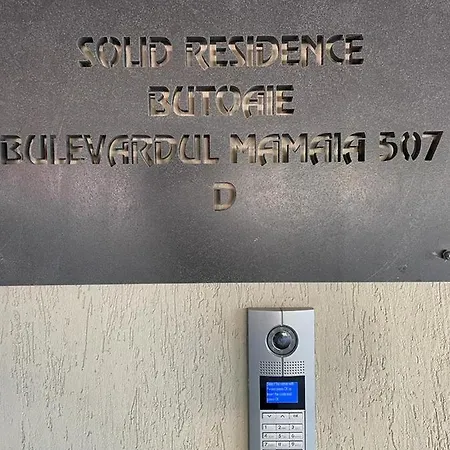 SOLID RESIDENCE
BUTOAIE
BULEVARDUL MAMAIA 507
D